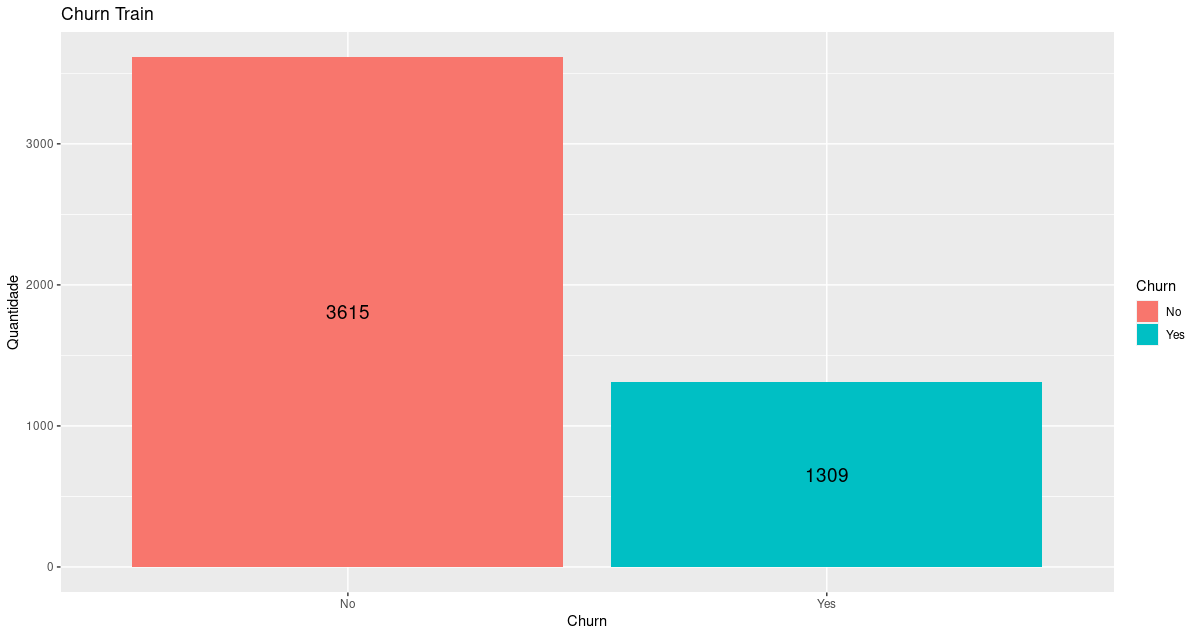 Churn Train
Quantidade
3000
2000
1000
0
3615
1309
No
Yes
Churn
Churn
No
Yes